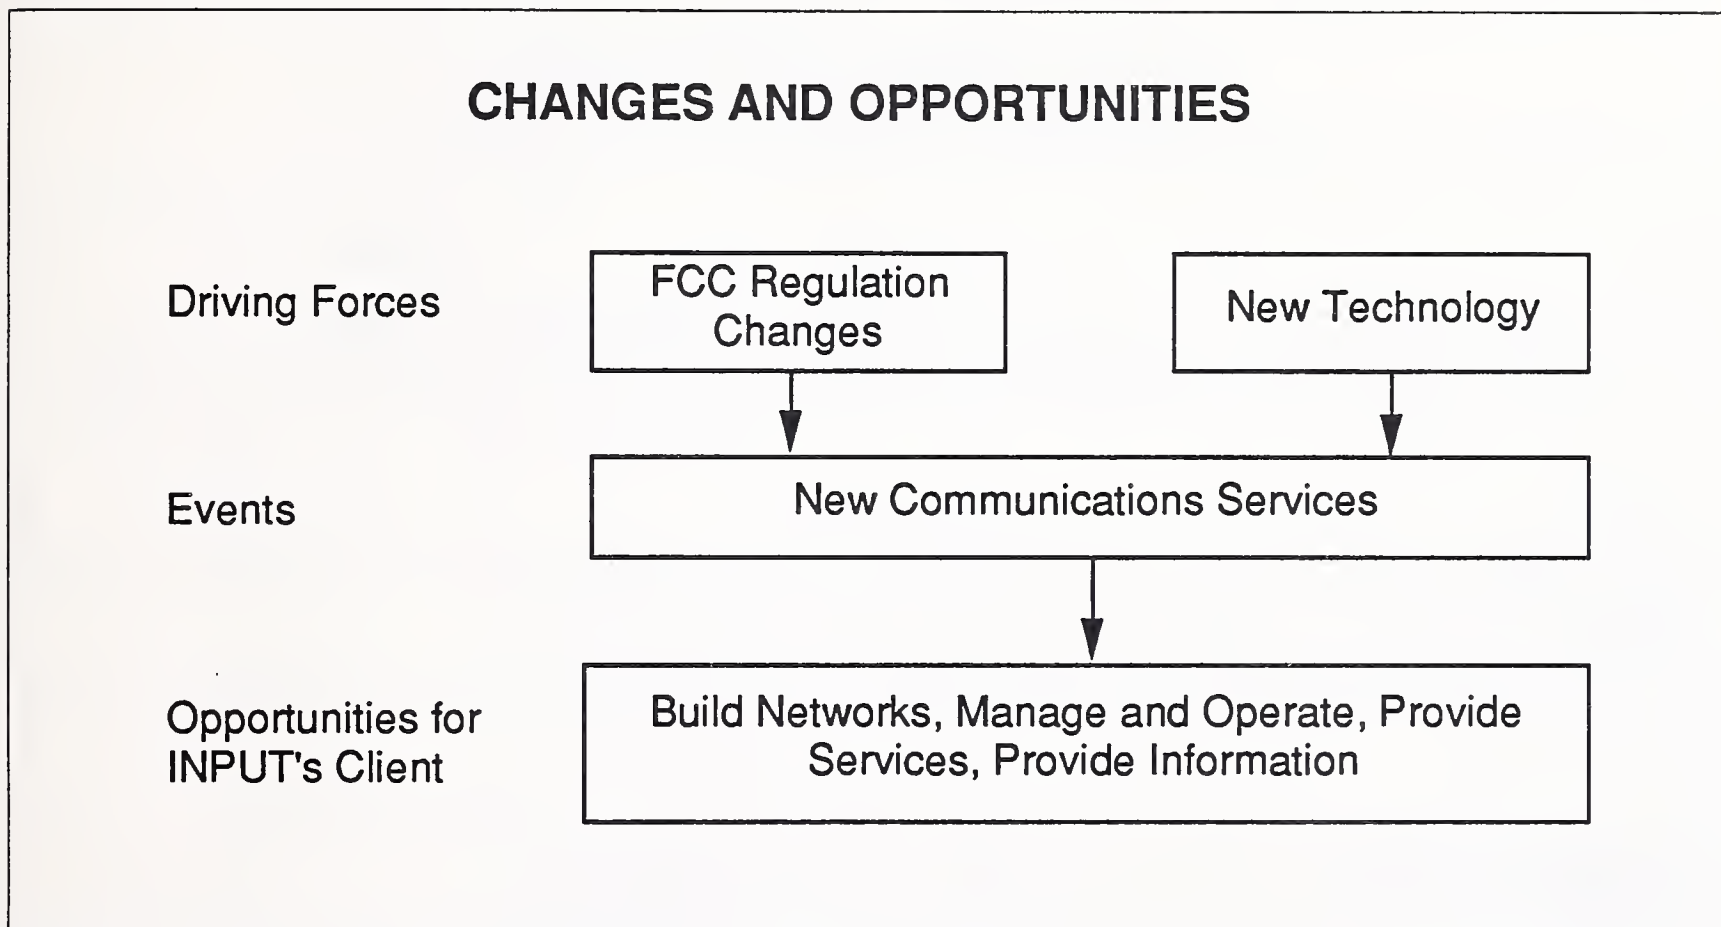 CHANGES AND OPPORTUNITIES
Driving Forces
FCC Regulation
Changes
New Technology
Events
New Communications Services
Opportunities for
INPUT's Client
Build Networks, Manage and Operate, Provide
Services, Provide Information